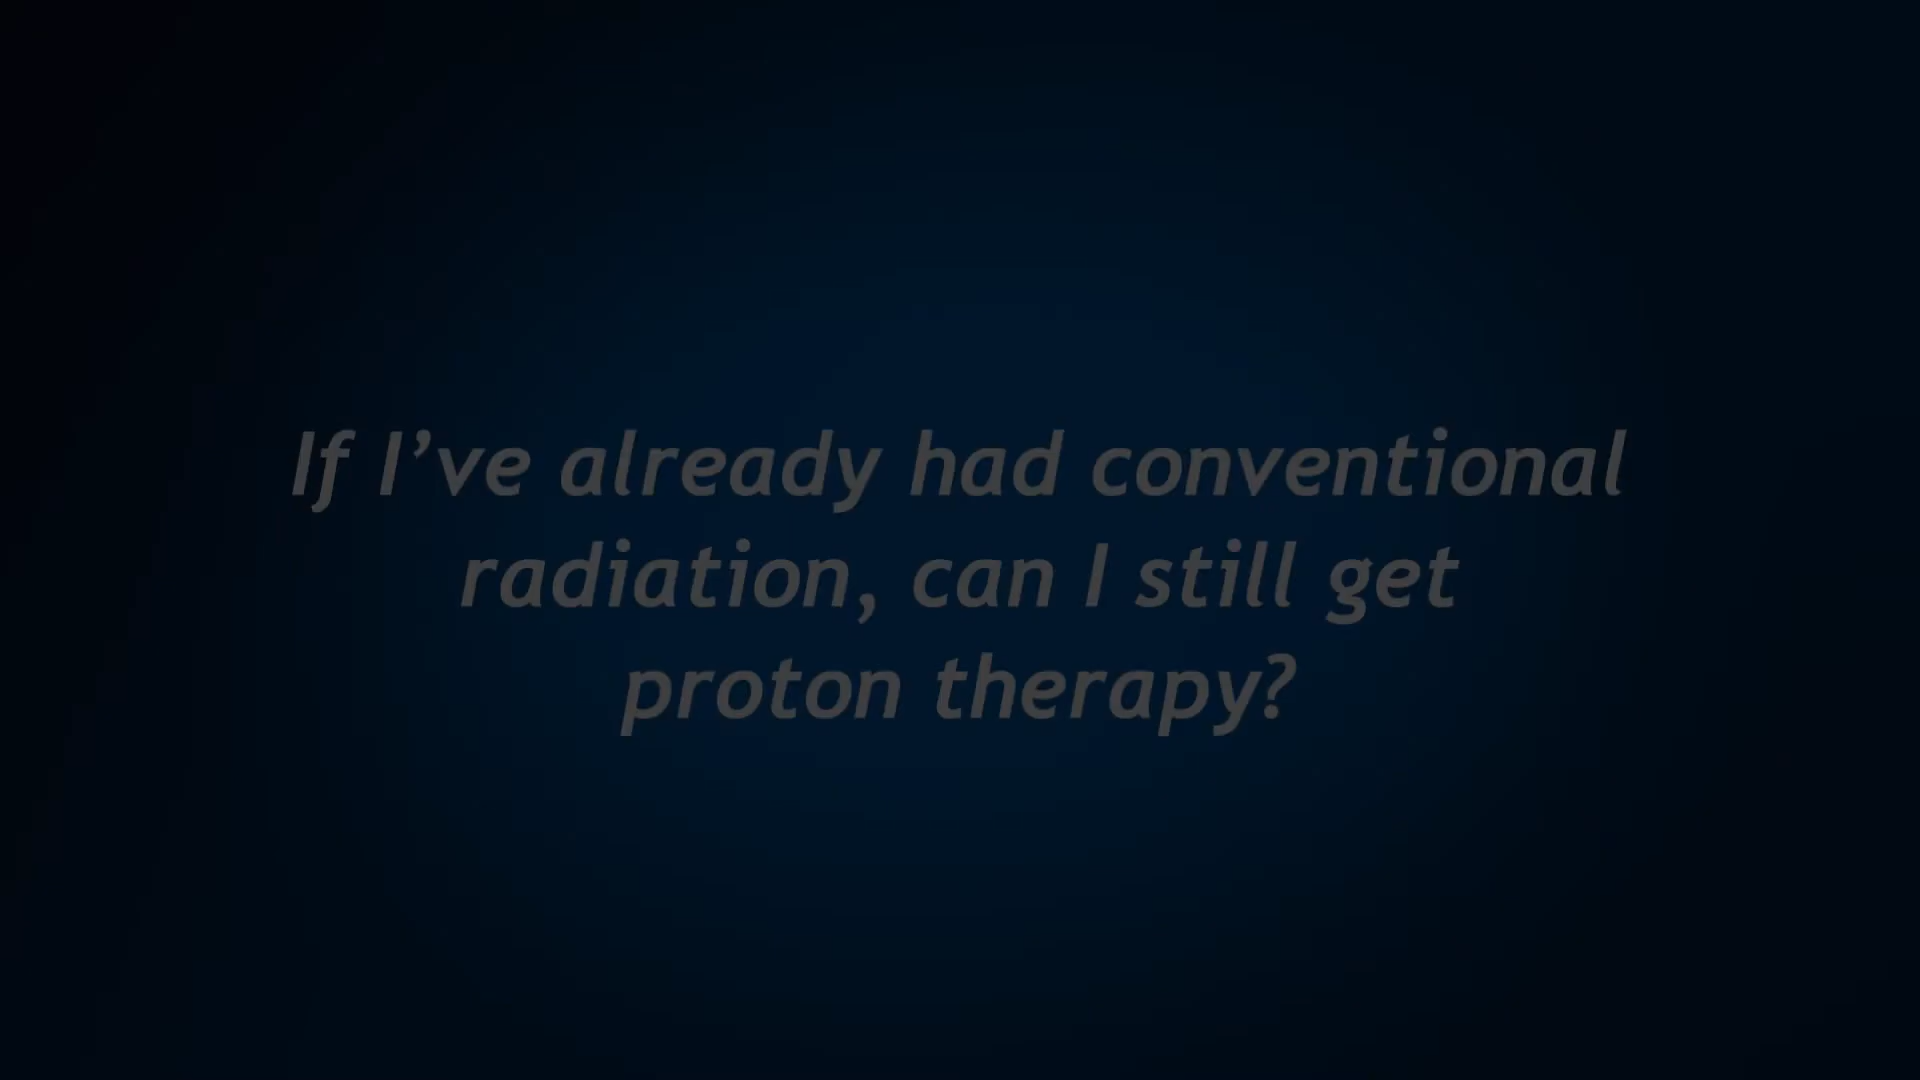 If I’ve already had conventional
radiation, can I still get
proton therapy?